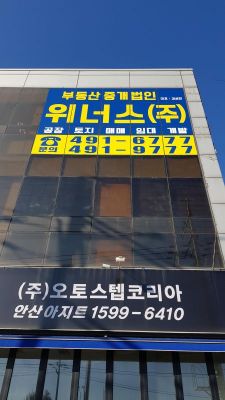 부동산 중개법인
위너스(주)
공장 토지 매매 임대 개발
☎ 491-6777
문의 491-9777
(주)오토스텝코리아
안산아지트 1599-6410